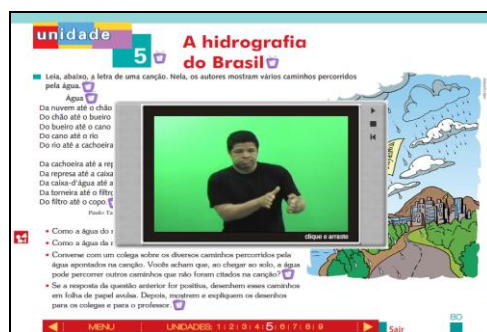 unidade
5
A hidrografia
do Brasil
Leia, abaixo, a letra de uma canção. Nela, os autores mostram vários caminhos percorridos
pela água.
Água
Da nuvem até o chão
Do chão até o bueiro
Do bueiro até o cano
Do cano até o rio
Do rio até a cachoeira
Da cachoeira até a
Da represa até a caixa
Da caixa-d'água até a
Da torneira até o filtro
Do filtro até o copo.
Paulo
clique e arraste
• Como a água do
• Como a água da
• Converse com um colega sobre os diversos caminhos percorridos pela
água apontados na canção. Vocês acham que, ao chegar ao solo, a água
pode percorrer outros caminhos que não foram citados na canção?
• Se a resposta da questão anterior for positiva, desenhem esses caminhos
em folha de papel avulsa. Depois, mostrem e expliquem os desenhos
para os colegas e para o professor.
80
MENU UNIDADES: 1 | 2 | 3 | 4 | 5 | 6 | 7 | 8 | 9 Sair